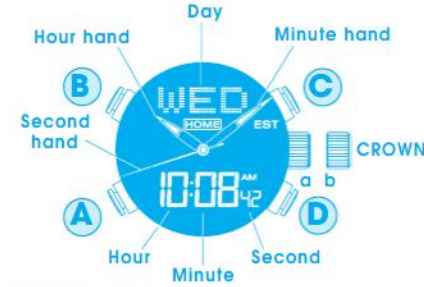 Day
Hour hand
Minute hand
B
C
WED
HOME
EST
Second
hand
CROWN
a b
10:08 AM 42
A
D
Hour
Minute
Second